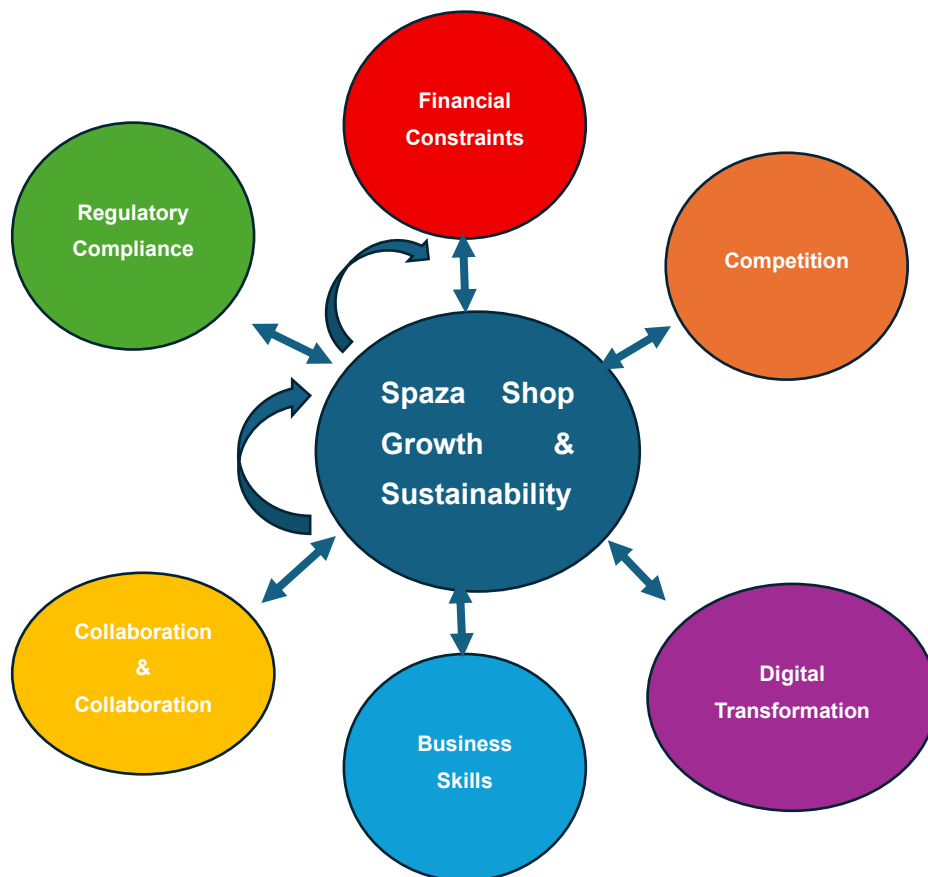 Financial
Constraints
Regulatory
Compliance
Competition
Spaza Shop
Growth &
Sustainability
Collaboration
&
Collaboration
Digital
Transformation
Business
Skills